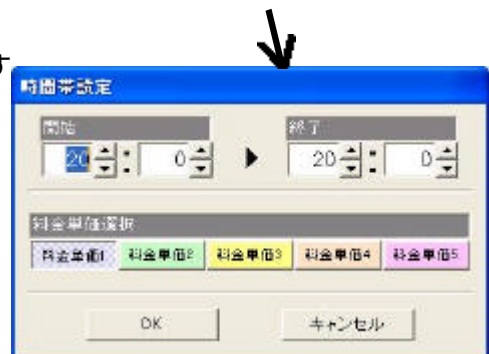 す
時間帯設定
開始 終了
20 : 0 ▶ 20 : 0
料金単価選択
料金単価1 料金単価2 料金単価3 料金単価4 料金単価5
OK キャンセル